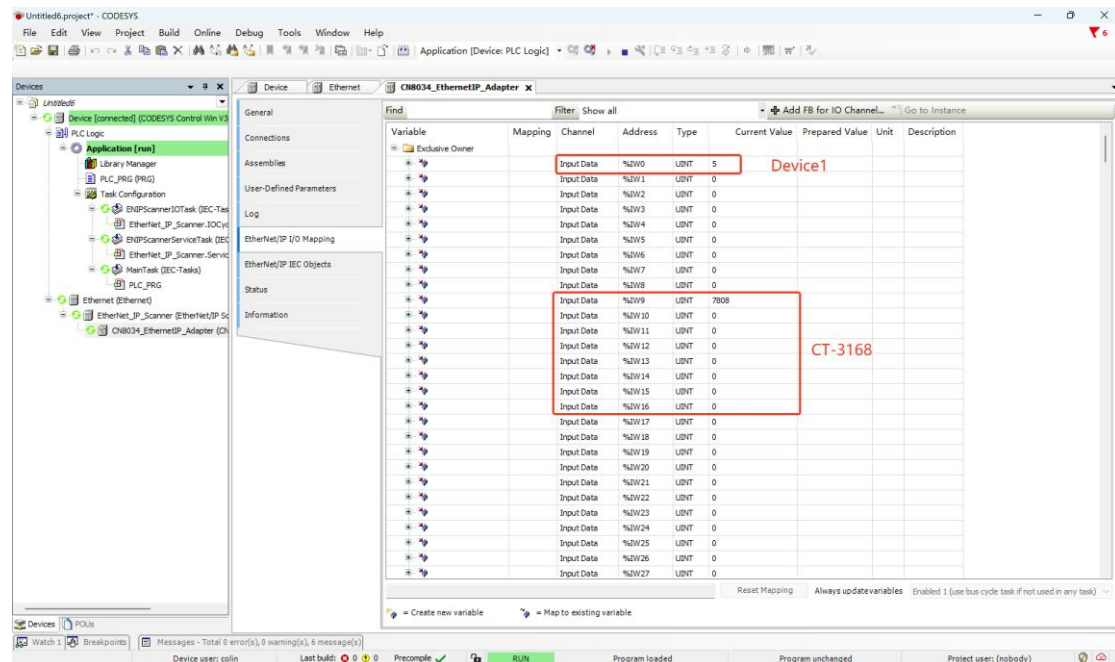 Untitled6.project* - CODESYS
File Edit View Project Build Online Debug Tools Window Help
Application [Device: PLC Logic]
6
Devices
Untitled6
Device [connected] (CODESYS Control Win V3
PLC Logic
Application [run]
Library Manager
PLC_PRG (PRG)
Task Configuration
ENIPScannerIOTask (IEC-Tas
EtherNet_IP_Scanner.IOCyc
ENIPScannerServiceTask (IEC
EtherNet_IP_Scanner.Servic
MainTask (IEC-Tasks)
PLC_PRG
Ethernet (Ethernet)
EtherNet_IP_Scanner (EtherNet/IP Sc
CN8034_EthernetIP_Adapter (CN
Devices POUs
Device Ethernet CN8034_EthernetIP_Adapter
General
Connections
Assemblies
User-Defined Parameters
Log
EtherNet/IP I/O Mapping
EtherNet/IP IEC Objects
Status
Information
Find Filter Show all Add FB for IO Channel... Go to Instance
Variable Mapping Channel Address Type Current Value Prepared Value Unit Description
Exclusive Owner
Input Data %IW0 UINT 5
Device1
Input Data %IW1 UINT 0
Input Data %IW2 UINT 0
Input Data %IW3 UINT 0
Input Data %IW4 UINT 0
Input Data %IW5 UINT 0
Input Data %IW6 UINT 0
Input Data %IW7 UINT 0
Input Data %IW8 UINT 0
Input Data %IW9 UINT 7808
Input Data %IW10 UINT 0
Input Data %IW11 UINT 0
Input Data %IW12 UINT 0
CT-3168
Input Data %IW13 UINT 0
Input Data %IW14 UINT 0
Input Data %IW15 UINT 0
Input Data %IW16 UINT 0
Input Data %IW17 UINT 0
Input Data %IW18 UINT 0
Input Data %IW19 UINT 0
Input Data %IW20 UINT 0
Input Data %IW21 UINT 0
Input Data %IW22 UINT 0
Input Data %IW23 UINT 0
Input Data %IW24 UINT 0
Input Data %IW25 UINT 0
Input Data %IW26 UINT 0
Input Data %IW27 UINT 0
Reset Mapping Always update variables Enabled 1 (use bus cycle task if not used in any task)
= Create new variable = Map to existing variable
Watch 1 Breakpoints Messages - Total 0 error(s), 0 warning(s), 6 message(s)
Device user: colin Last build: 0 0 Precompile RUN Program loaded Program unchanged Project user: (nobody)